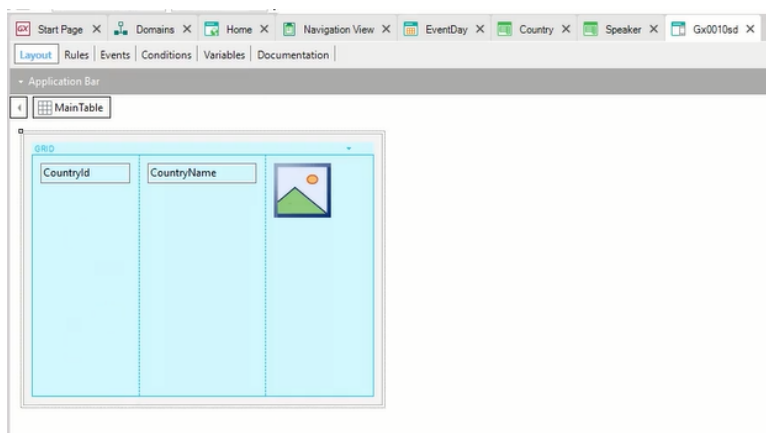 GX Start Page X Domains X Home X Navigation View X EventDay X Country X Speaker X Gx0010sd X
Layout Rules Events Conditions Variables Documentation
Application Bar
MainTable
GRID
CountryId CountryName